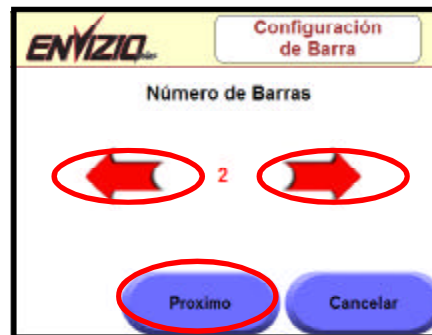 ENVIZIO
Configuración
de Barra
Número de Barras
2
Proximo
Cancelar